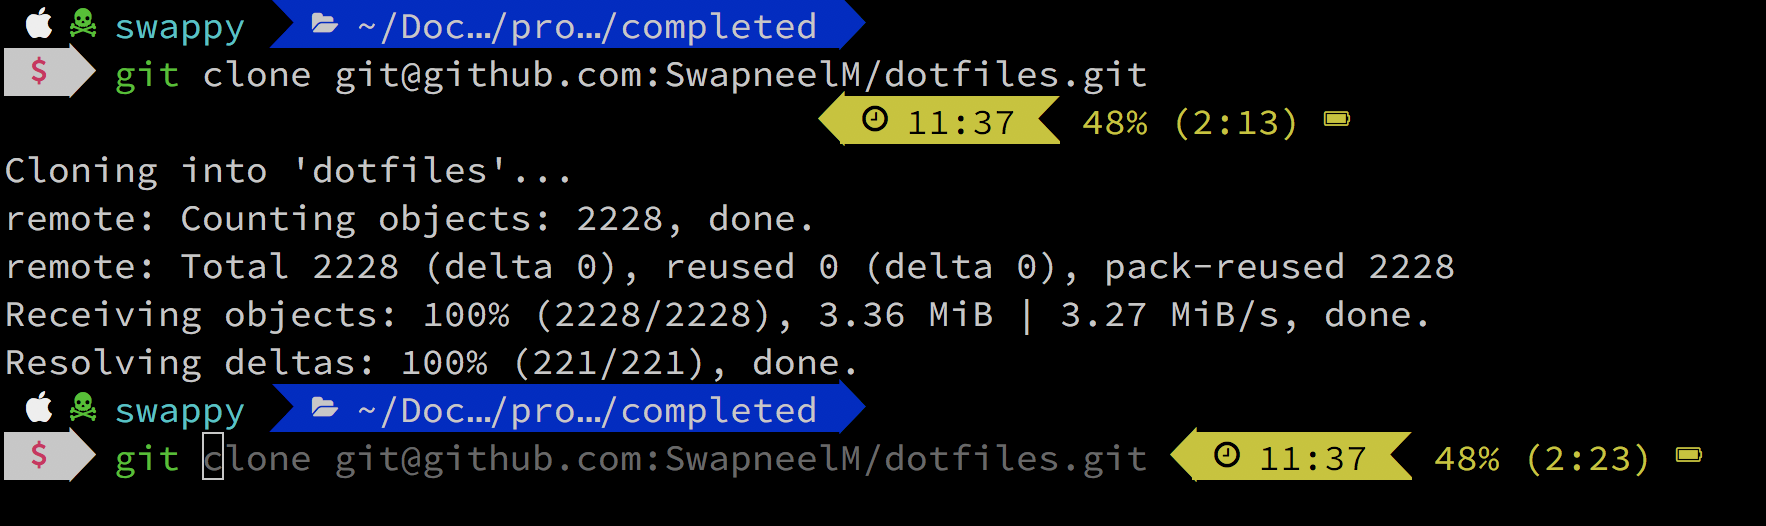 swappy ~/Doc…/pro…/completed
$ git clone git@github.com:SwapneelM/dotfiles.git
11:37 48% (2:13)
Cloning into 'dotfiles'...
remote: Counting objects: 2228, done.
remote: Total 2228 (delta 0), reused 0 (delta 0), pack-reused 2228
Receiving objects: 100% (2228/2228), 3.36 MiB | 3.27 MiB/s, done.
Resolving deltas: 100% (221/221), done.
swappy ~/Doc…/pro…/completed
$ git clone git@github.com:SwapneelM/dotfiles.git 11:37 48% (2:23)